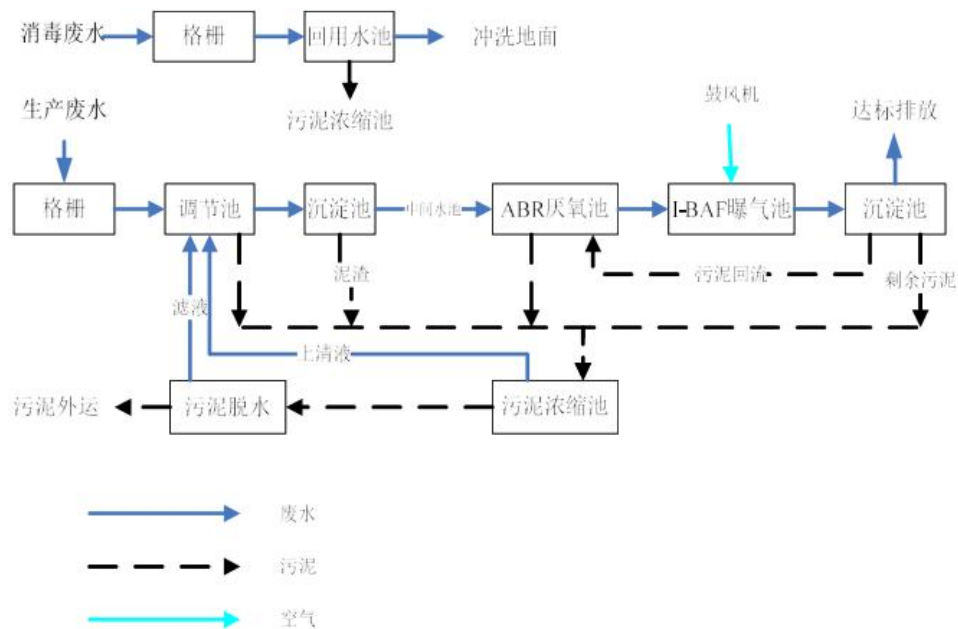 消毒废水
格栅
回用水池
冲洗地面
污泥浓缩池
生产废水
鼓风机
达标排放
格栅
调节池
沉淀池
中间水池
ABR厌氧池
I-BAF曝气池
沉淀池
滤液
泥渣
污泥回流
剩余污泥
上清液
污泥外运
污泥脱水
污泥浓缩池
废水
污泥
空气